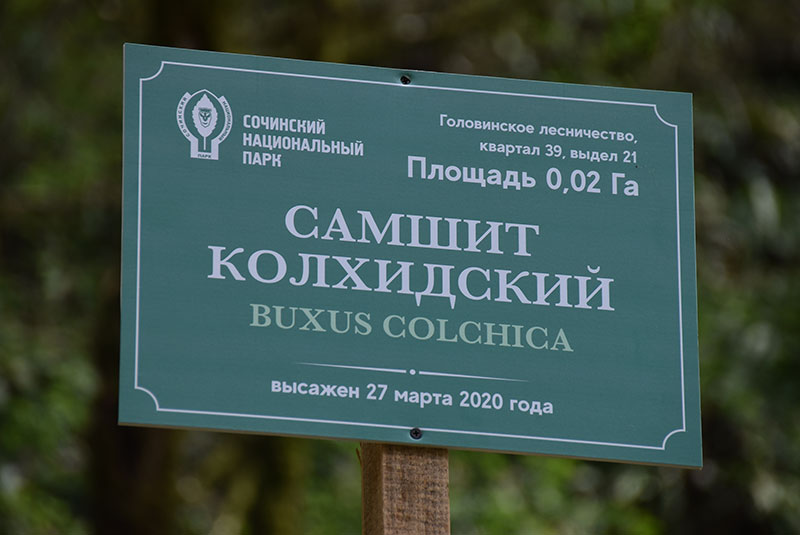 СОЧИНСКИЙ
НАЦИОНАЛЬНЫЙ
ПАРК
ПАРК
Головинское лесничество,
квартал 39, выдел 21
Площадь 0,02 Га
САМШИТ
КОЛХИДСКИЙ
BUXUS COLCHICA
высажен 27 марта 2020 года